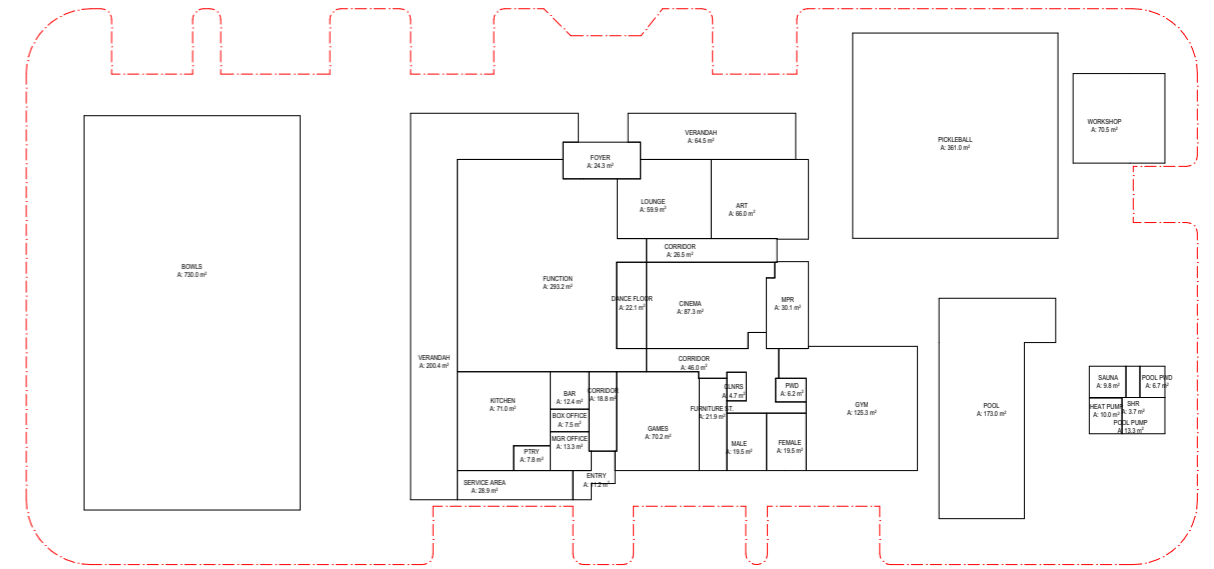 VERANDAH
A: 64.5 m²
WORKSHOP
A: 70.5 m²
PICKLEBALL
A: 361.0 m²
FOYER
A: 24.3 m²
LOUNGE
A: 59.9 m²
ART
A: 66.0 m²
CORRIDOR
A: 26.5 m²
BOWLS
A: 730.0 m²
FUNCTION
A: 293.2 m²
DANCE FLOOR
A: 22.1 m²
CINEMA
A: 87.3 m²
MPR
A: 30.1 m²
VERANDAH
A: 200.4 m²
CORRIDOR
A: 46.0 m²
KITCHEN
A: 71.0 m²
BAR
A: 12.4 m²
CORRIDOR
A: 18.8 m²
CLNRS
A: 4.7 m²
PWD
A: 6.2 m²
SAUNA
A: 9.8 m²
POOL PWD
A: 6.7 m²
BOX OFFICE
A: 7.5 m²
FURNITURE ST.
A: 21.9 m²
GYM
A: 125.3 m²
POOL
A: 173.0 m²
HEAT PUMP
A: 10.0 m²
SHR
A: 3.7 m²
POOL PUMP
A: 13.3 m²
MGR OFFICE
A: 13.3 m²
GAMES
A: 70.2 m²
MALE
A: 19.5 m²
FEMALE
A: 19.5 m²
PTRY
A: 7.8 m²
SERVICE AREA
A: 28.9 m²
ENTRY
A: 11.2 m²